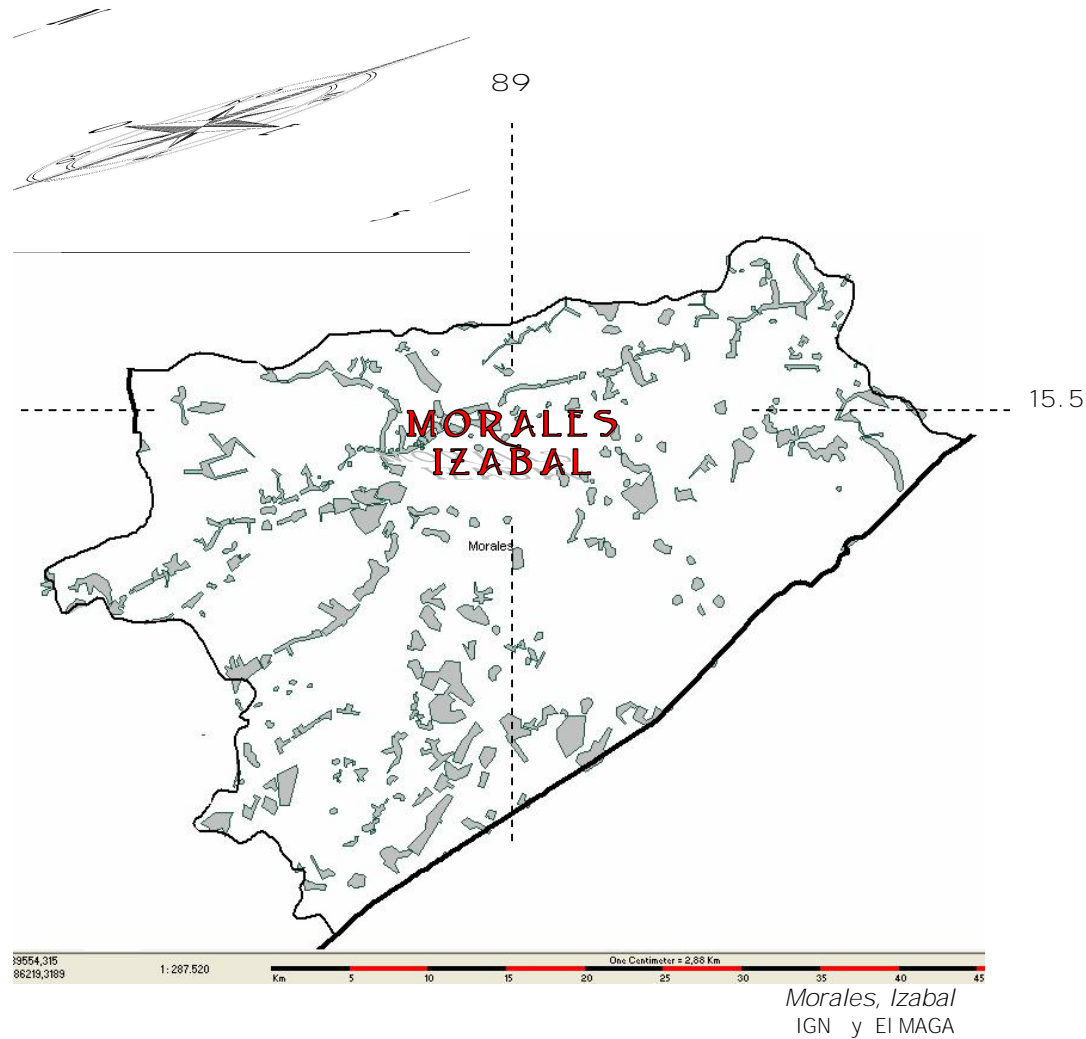 89
15.5
MORALES
IZABAL
Morales
39554,315
86219,3189
1: 287.520
One Centimeter = 2,88 Km
Km 5 10 15 20 25 30 35 40 45
Morales, Izabal
IGN y El MAGA